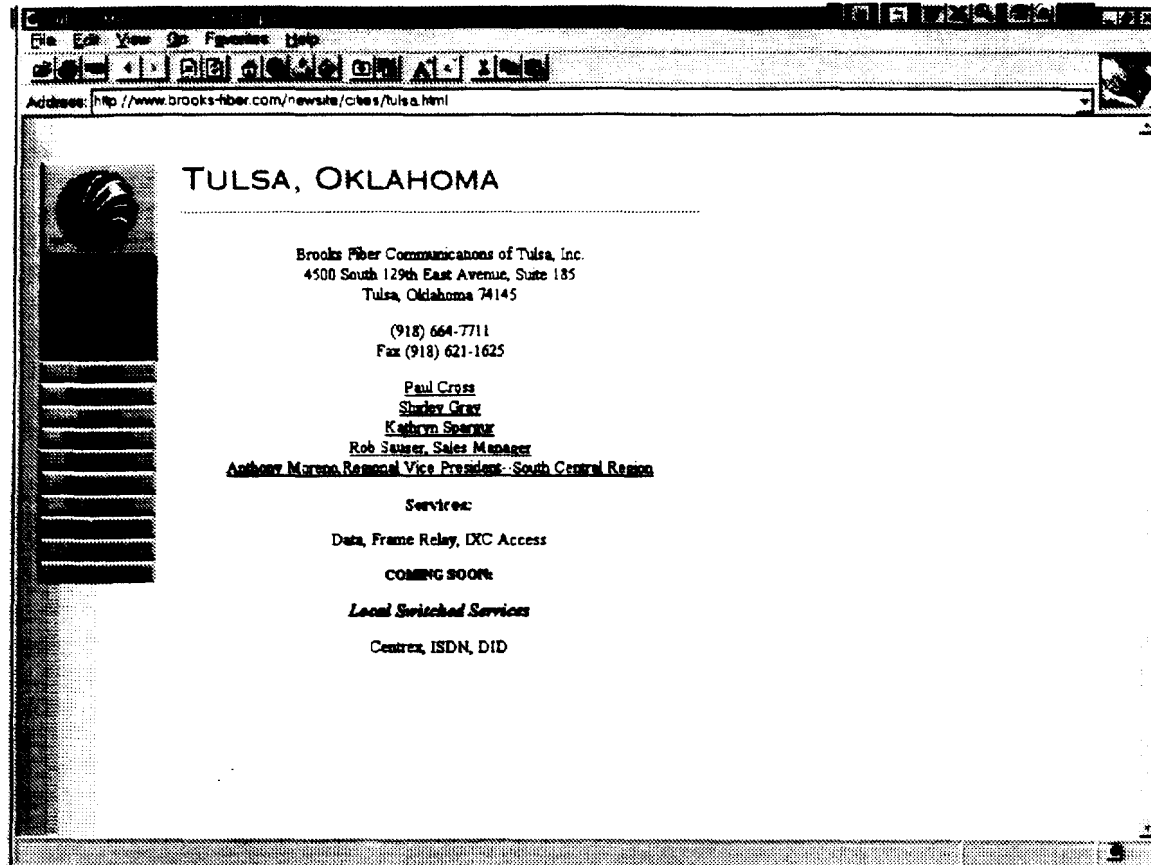 File Edit View Go Favorites Help
Address: http://www.brooks-fiber.com/newsite/cities/tulsa.html
TULSA, OKLAHOMA
Brooks Fiber Communications of Tulsa, Inc.
4500 South 129th East Avenue, Suite 185
Tulsa, Oklahoma 74145
(918) 664-7711
Fax (918) 621-1625
Paul Cross
Shirley Gray
Kathryn Spargur
Rob Sauser, Sales Manager
Anthony Moreno, Regional Vice President--South Central Region
Services:
Data, Frame Relay, IXC Access
COMING SOON:
Local Switched Services
Centrex, ISDN, DID